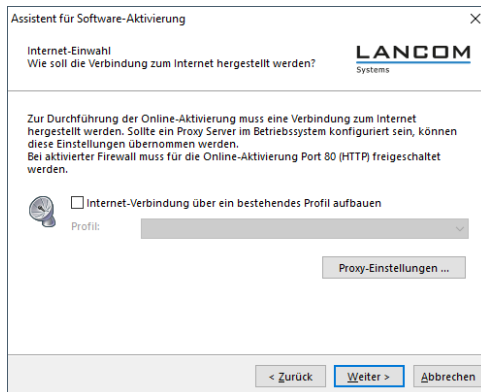 Assistent für Software-Aktivierung
Internet-Einwahl
Wie soll die Verbindung zum Internet hergestellt werden?
LANCOM
Systems
Zur Durchführung der Online-Aktivierung muss eine Verbindung zum Internet
hergestellt werden. Sollte ein Proxy Server im Betriebssystem konfiguriert sein, können
diese Einstellungen übernommen werden.
Bei aktivierter Firewall muss für die Online-Aktivierung Port 80 (HTTP) freigeschaltet
werden.
Internet-Verbindung über ein bestehendes Profil aufbauen
Profil:
Proxy-Einstellungen ...
< Zurück
Weiter >
Abbrechen